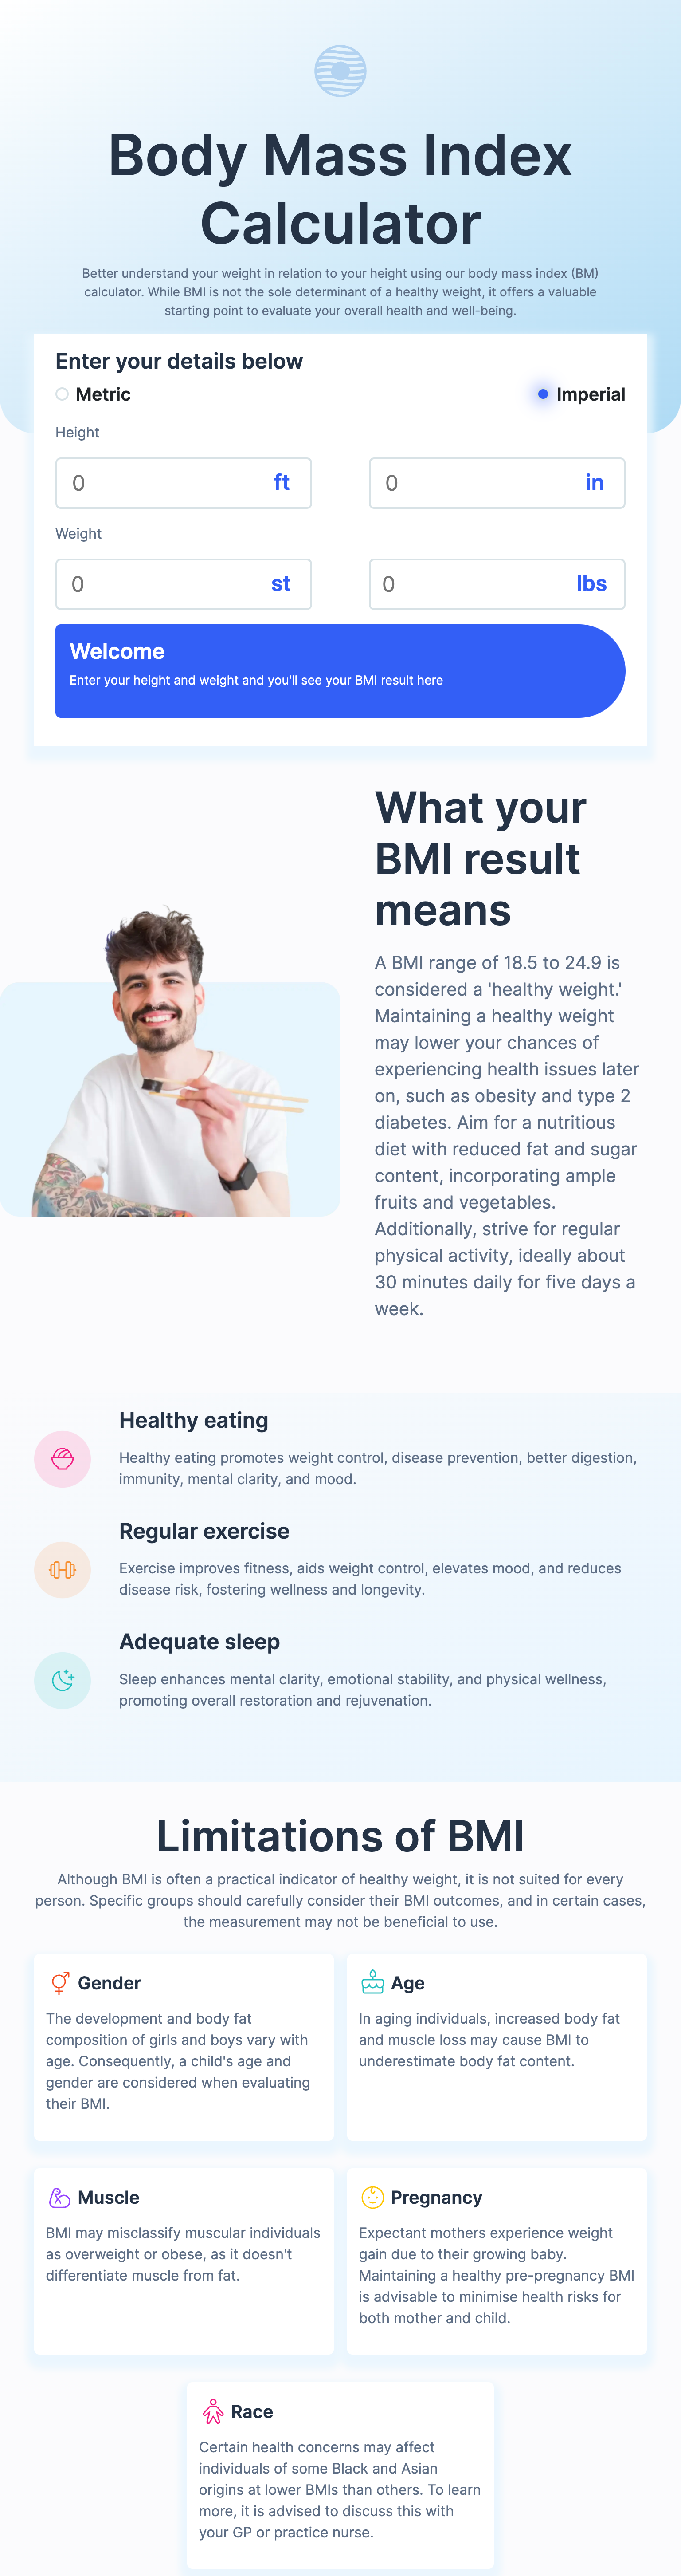 Body Mass Index
Calculator
Better understand your weight in relation to your height using our body mass index (BM)
calculator. While BMI is not the sole determinant of a healthy weight, it offers a valuable
starting point to evaluate your overall health and well-being.
Enter your details below
Metric
Imperial
Height
0 ft
0 in
Weight
0 st
0 lbs
Welcome
Enter your height and weight and you'll see your BMI result here
What your
BMI result
means
A BMI range of 18.5 to 24.9 is
considered a 'healthy weight.'
Maintaining a healthy weight
may lower your chances of
experiencing health issues later
on, such as obesity and type 2
diabetes. Aim for a nutritious
diet with reduced fat and sugar
content, incorporating ample
fruits and vegetables.
Additionally, strive for regular
physical activity, ideally about
30 minutes daily for five days a
week.
Healthy eating
Healthy eating promotes weight control, disease prevention, better digestion,
immunity, mental clarity, and mood.
Regular exercise
Exercise improves fitness, aids weight control, elevates mood, and reduces
disease risk, fostering wellness and longevity.
Adequate sleep
Sleep enhances mental clarity, emotional stability, and physical wellness,
promoting overall restoration and rejuvenation.
Limitations of BMI
Although BMI is often a practical indicator of healthy weight, it is not suited for every
person. Specific groups should carefully consider their BMI outcomes, and in certain cases,
the measurement may not be beneficial to use.
Gender
The development and body fat
composition of girls and boys vary with
age. Consequently, a child's age and
gender are considered when evaluating
their BMI.
Age
In aging individuals, increased body fat
and muscle loss may cause BMI to
underestimate body fat content.
Muscle
BMI may misclassify muscular individuals
as overweight or obese, as it doesn't
differentiate muscle from fat.
Pregnancy
Expectant mothers experience weight
gain due to their growing baby.
Maintaining a healthy pre-pregnancy BMI
is advisable to minimise health risks for
both mother and child.
Race
Certain health concerns may affect
individuals of some Black and Asian
origins at lower BMIs than others. To learn
more, it is advised to discuss this with
your GP or practice nurse.